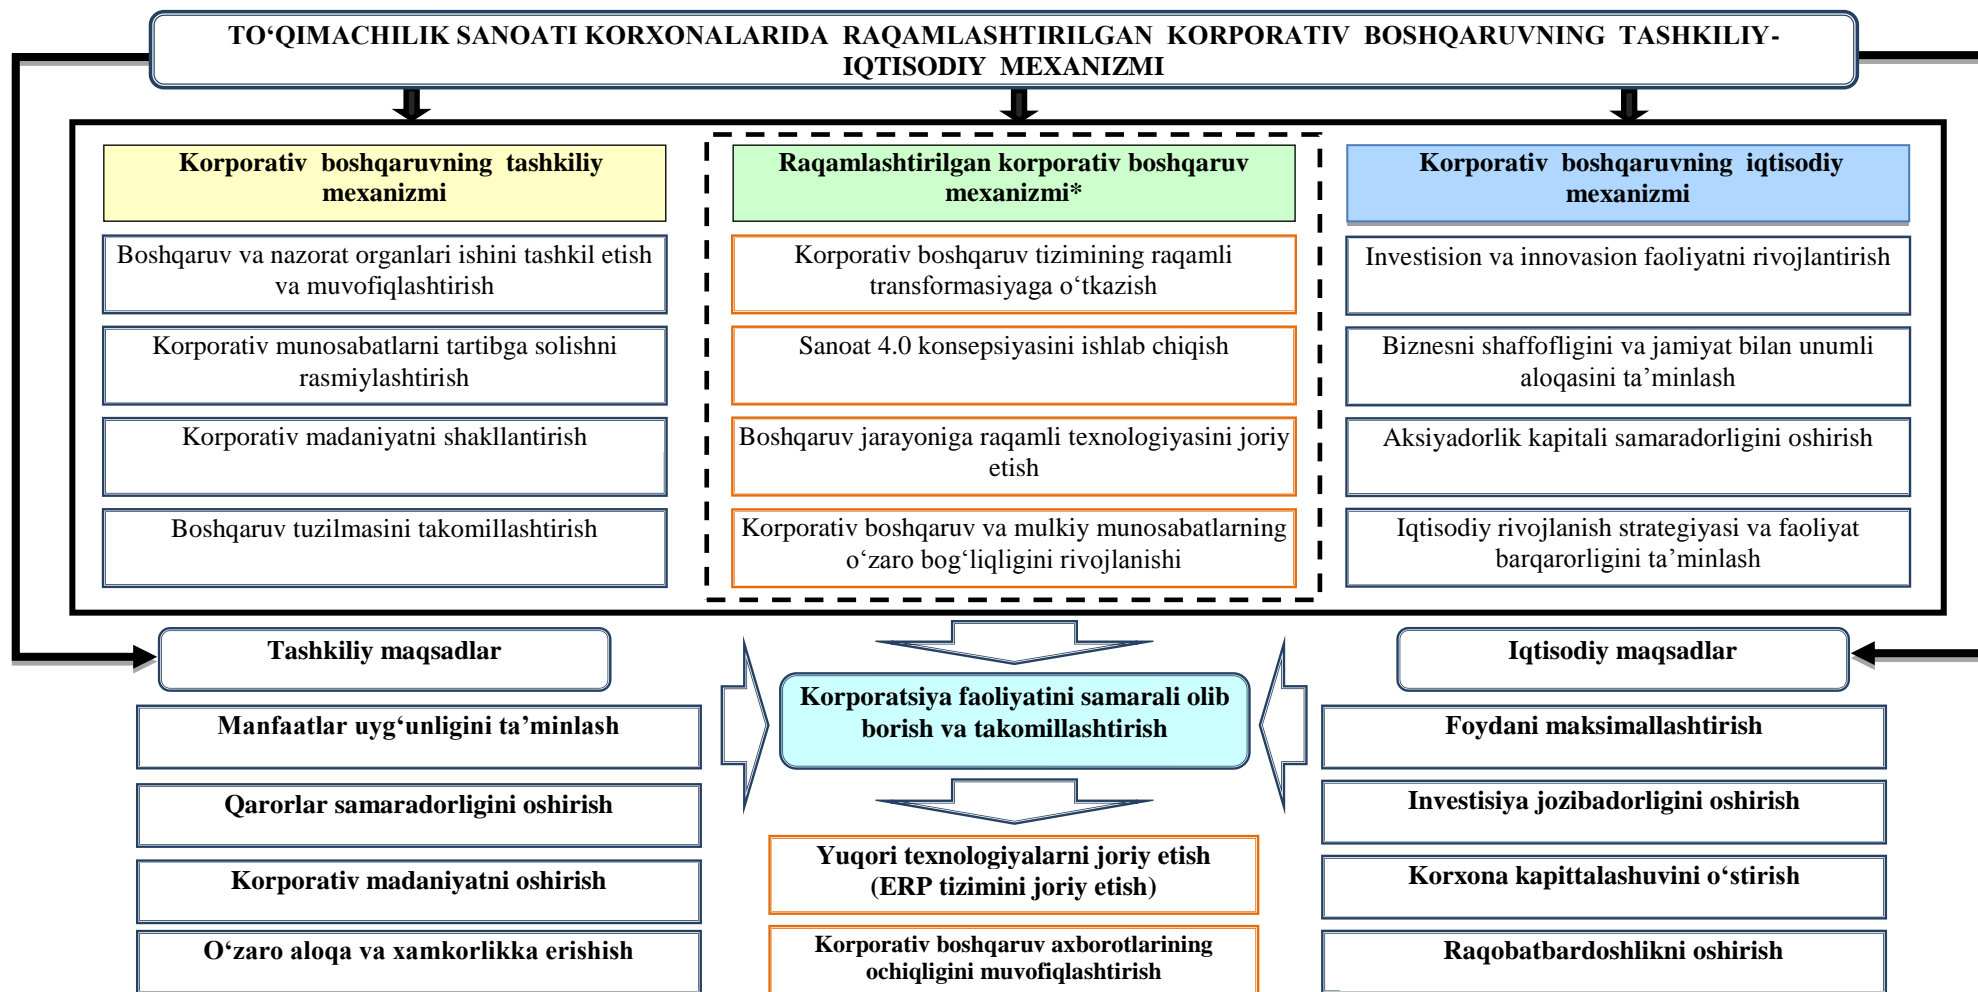 TO‘QIMACHILIK SANOATI KORXONALARIDA RAQAMLASHTIRILGAN KORPORATIV BOSHQARUVNING TASHKILIY-
IQTISODIY MEXANIZMI
Korporativ boshqaruvning tashkiliy
mexanizmi
Boshqaruv va nazorat organlari ishini tashkil etish
va muvofiqlashtirish
Korporativ munosabatlarni tartibga solishni
rasmiylashtirish
Korporativ madaniyatni shakllantirish
Boshqaruv tuzilmasini takomillashtirish
Raqamlashtirilgan korporativ boshqaruv
mexanizmi*
Korporativ boshqaruv tizimining raqamli
transformasiyaga o‘tkazish
Sanoat 4.0 konsepsiyasini ishlab chiqish
Boshqaruv jarayoniga raqamli texnologiyasini joriy
etish
Korporativ boshqaruv va mulkiy munosabatlarning
o‘zaro bog‘liqligini rivojlanishi
Korporativ boshqaruvning iqtisodiy
mexanizmi
Investision va innovasion faoliyatni rivojlantirish
Biznesni shaffofligini va jamiyat bilan unumli
aloqasini ta’minlash
Aksiyadorlik kapitali samaradorligini oshirish
Iqtisodiy rivojlanish strategiyasi va faoliyat
barqarorligini ta’minlash
Tashkiliy maqsadlar
Manfaatlar uyg‘unligini ta’minlash
Qarorlar samaradorligini oshirish
Korporativ madaniyatni oshirish
O‘zaro aloqa va xamkorlikka erishish
Korporatsiya faoliyatini samarali olib
borish va takomillashtirish
Yuqori texnologiyalarni joriy etish
(ERP tizimini joriy etish)
Korporativ boshqaruv axborotlarining
ochiqligini muvofiqlashtirish
Iqtisodiy maqsadlar
Foydani maksimallashtirish
Investisiya jozibadorligini oshirish
Korxona kapittalashuvini o‘stirish
Raqobatbardoshlikni oshirish